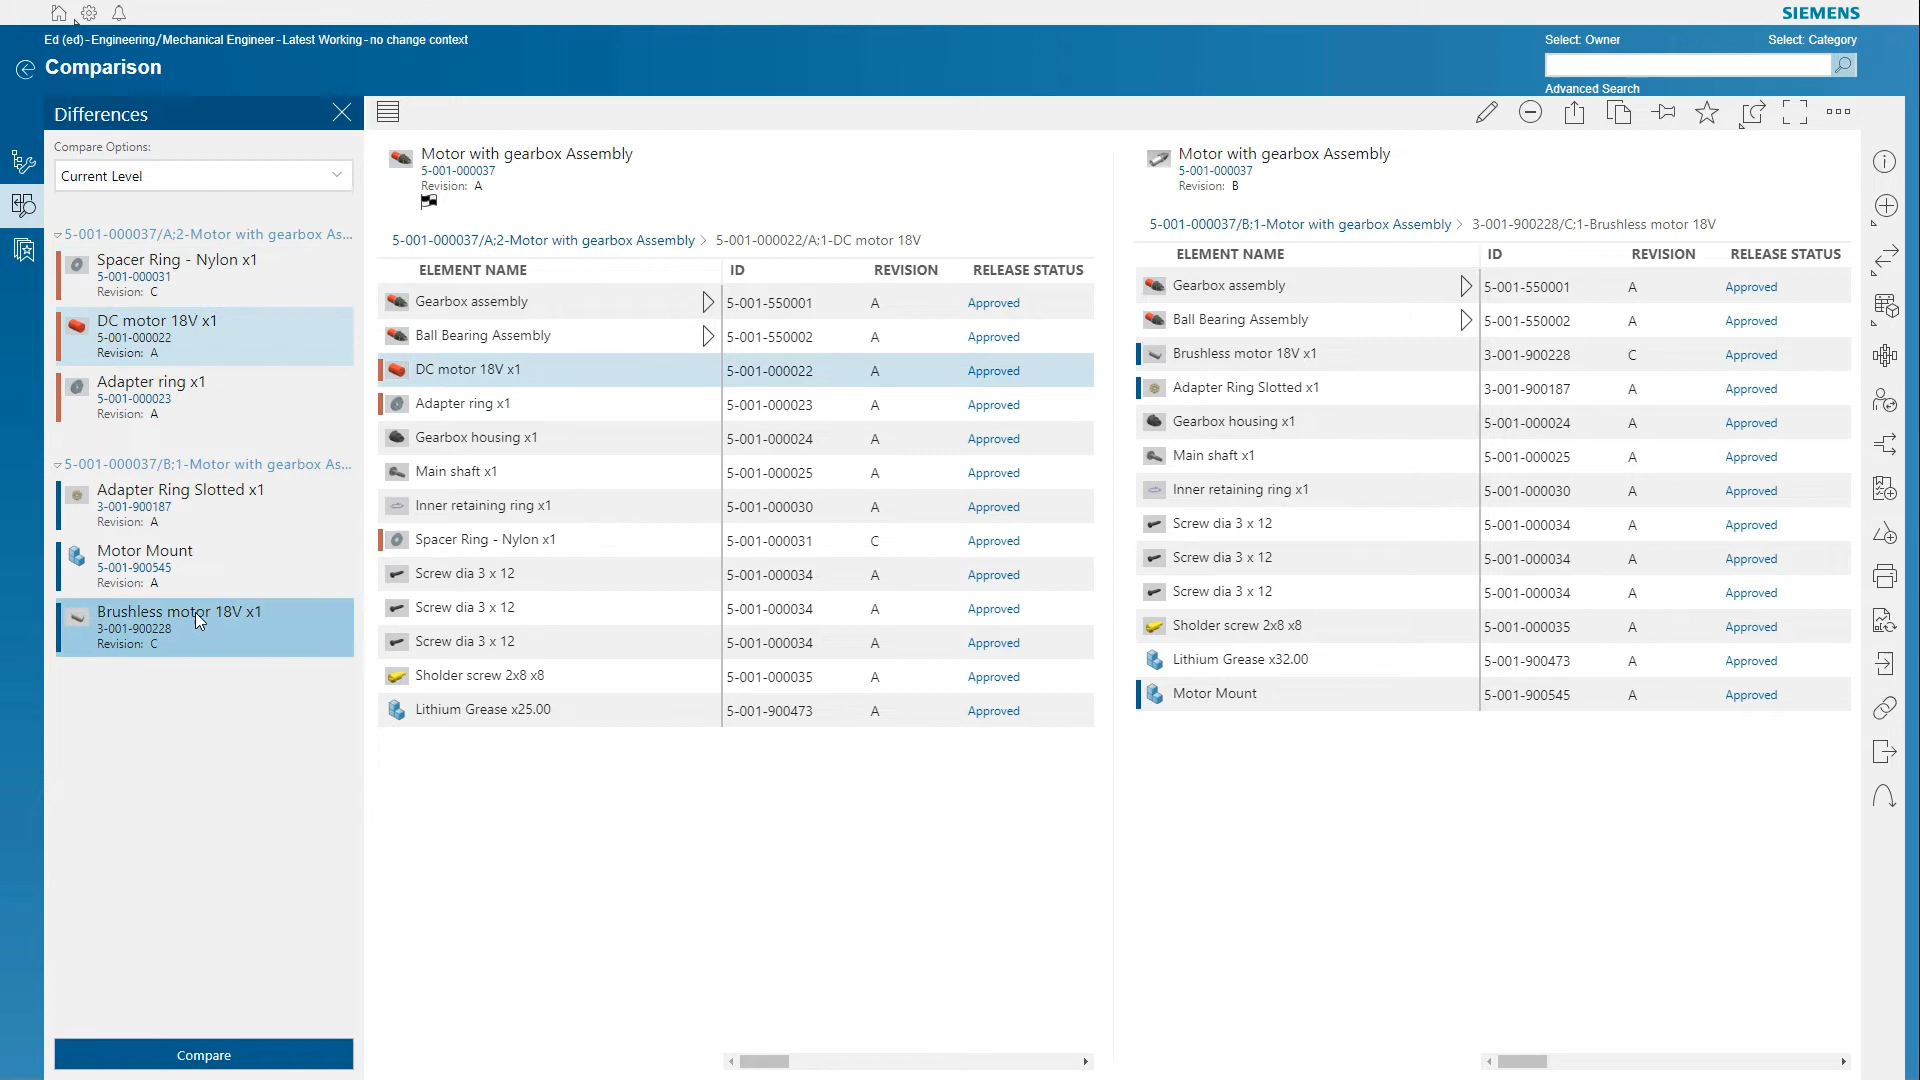 SIEMENS
Ed (ed)-Engineering/Mechanical Engineer-Latest Working-no change context
Select: Owner
Select: Category
Comparison
Advanced Search
Differences
Compare Options:
Current Level
5-001-000037/A;2-Motor with gearbox As...
Spacer Ring - Nylon x1
5-001-000031
Revision: C
DC motor 18V x1
5-001-000022
Revision: A
Adapter ring x1
5-001-000023
Revision: A
5-001-000037/B;1-Motor with gearbox As...
Adapter Ring Slotted x1
3-001-900187
Revision: A
Motor Mount
5-001-900545
Revision: A
Brushless motor 18V x1
3-001-900228
Revision: C
Compare
Motor with gearbox Assembly
5-001-000037
Revision: A
5-001-000037/A;2-Motor with gearbox Assembly > 5-001-000022/A;1-DC motor 18V
ELEMENT NAME ID REVISION RELEASE STATUS
Gearbox assembly 5-001-550001 A Approved
Ball Bearing Assembly 5-001-550002 A Approved
DC motor 18V x1 5-001-000022 A Approved
Adapter ring x1 5-001-000023 A Approved
Gearbox housing x1 5-001-000024 A Approved
Main shaft x1 5-001-000025 A Approved
Inner retaining ring x1 5-001-000030 A Approved
Spacer Ring - Nylon x1 5-001-000031 C Approved
Screw dia 3 x 12 5-001-000034 A Approved
Screw dia 3 x 12 5-001-000034 A Approved
Screw dia 3 x 12 5-001-000034 A Approved
Sholder screw 2x8 x8 5-001-000035 A Approved
Lithium Grease x25.00 5-001-900473 A Approved
Motor with gearbox Assembly
5-001-000037
Revision: B
5-001-000037/B;1-Motor with gearbox Assembly > 3-001-900228/C;1-Brushless motor 18V
ELEMENT NAME ID REVISION RELEASE STATUS
Gearbox assembly 5-001-550001 A Approved
Ball Bearing Assembly 5-001-550002 A Approved
Brushless motor 18V x1 3-001-900228 C Approved
Adapter Ring Slotted x1 3-001-900187 A Approved
Gearbox housing x1 5-001-000024 A Approved
Main shaft x1 5-001-000025 A Approved
Inner retaining ring x1 5-001-000030 A Approved
Screw dia 3 x 12 5-001-000034 A Approved
Screw dia 3 x 12 5-001-000034 A Approved
Screw dia 3 x 12 5-001-000034 A Approved
Sholder screw 2x8 x8 5-001-000035 A Approved
Lithium Grease x32.00 5-001-900473 A Approved
Motor Mount 5-001-900545 A Approved